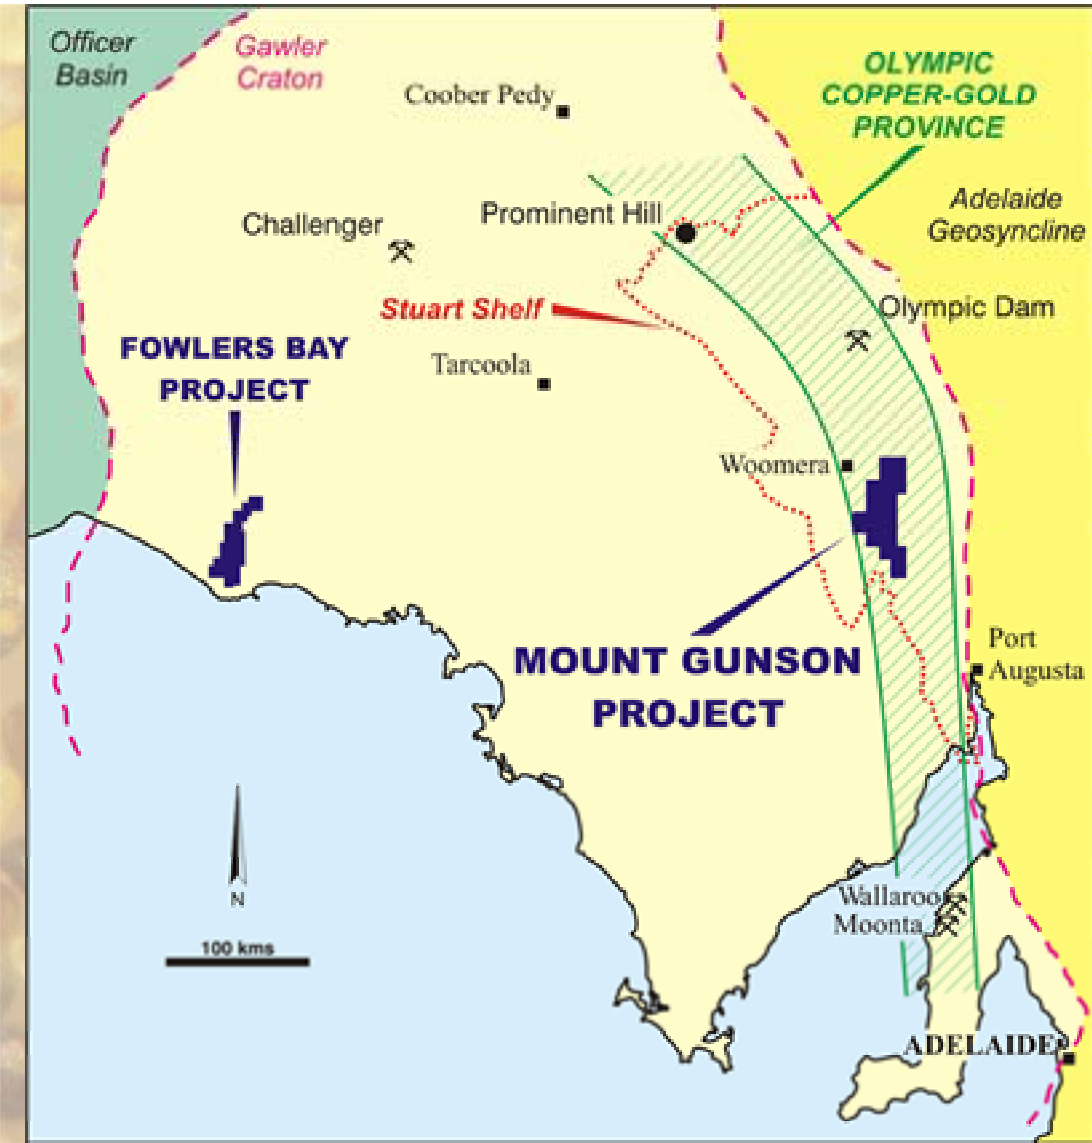 Officer
Basin
Gawler
Craton
Coober Pedy
OLYMPIC
COPPER-GOLD
PROVINCE
Adelaide
Geosyncline
Challenger
Prominent Hill
Stuart Shelf
Olympic Dam
FOWLERS BAY
PROJECT
Tarcoola
Woomera
MOUNT GUNSON
PROJECT
Port
Augusta
N
100 kms
Wallaroo
Moonta
ADELAIDE